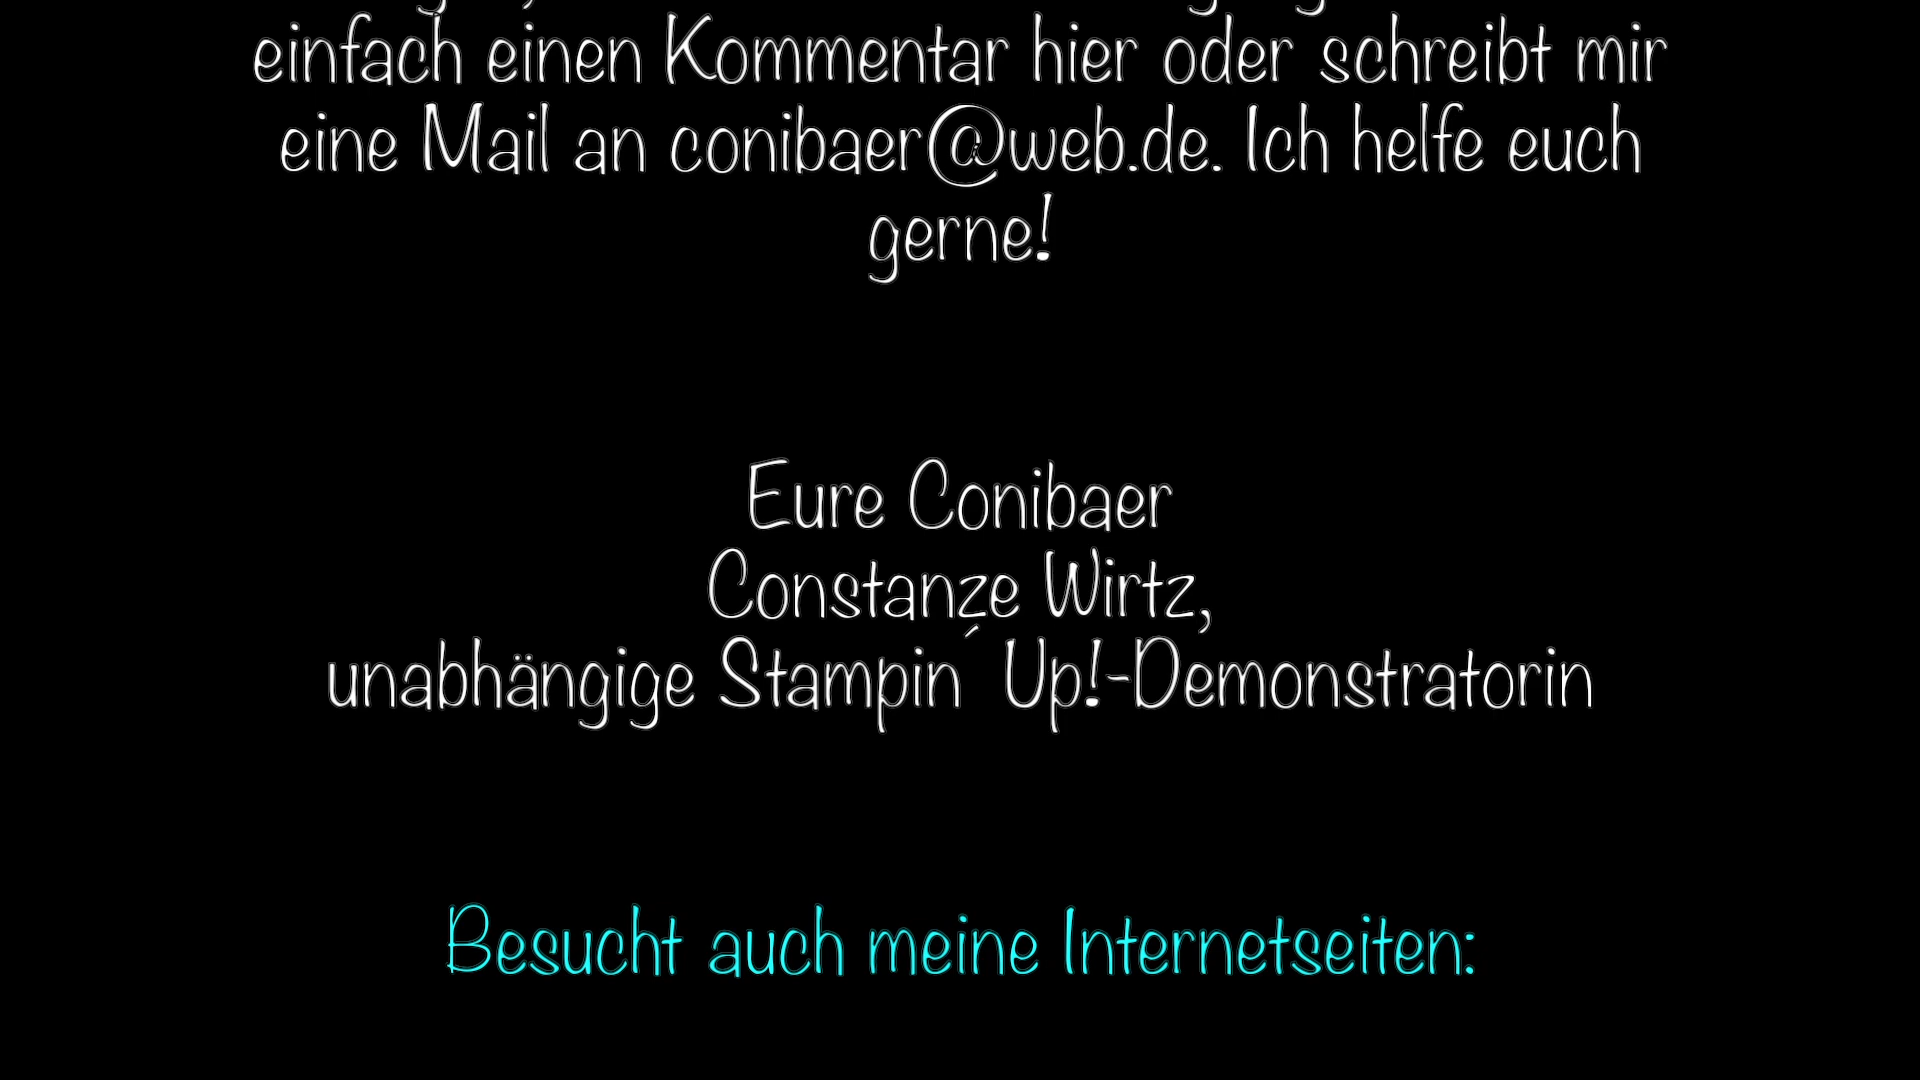 einfach einen Kommentar hier oder schreibt mir
eine Mail an conibaer@web.de. Ich helfe euch
gerne!
Eure Conibaer
Constanze Wirtz,
unabhängige Stampin´ Up!-Demonstratorin
Besucht auch meine Internetseiten: